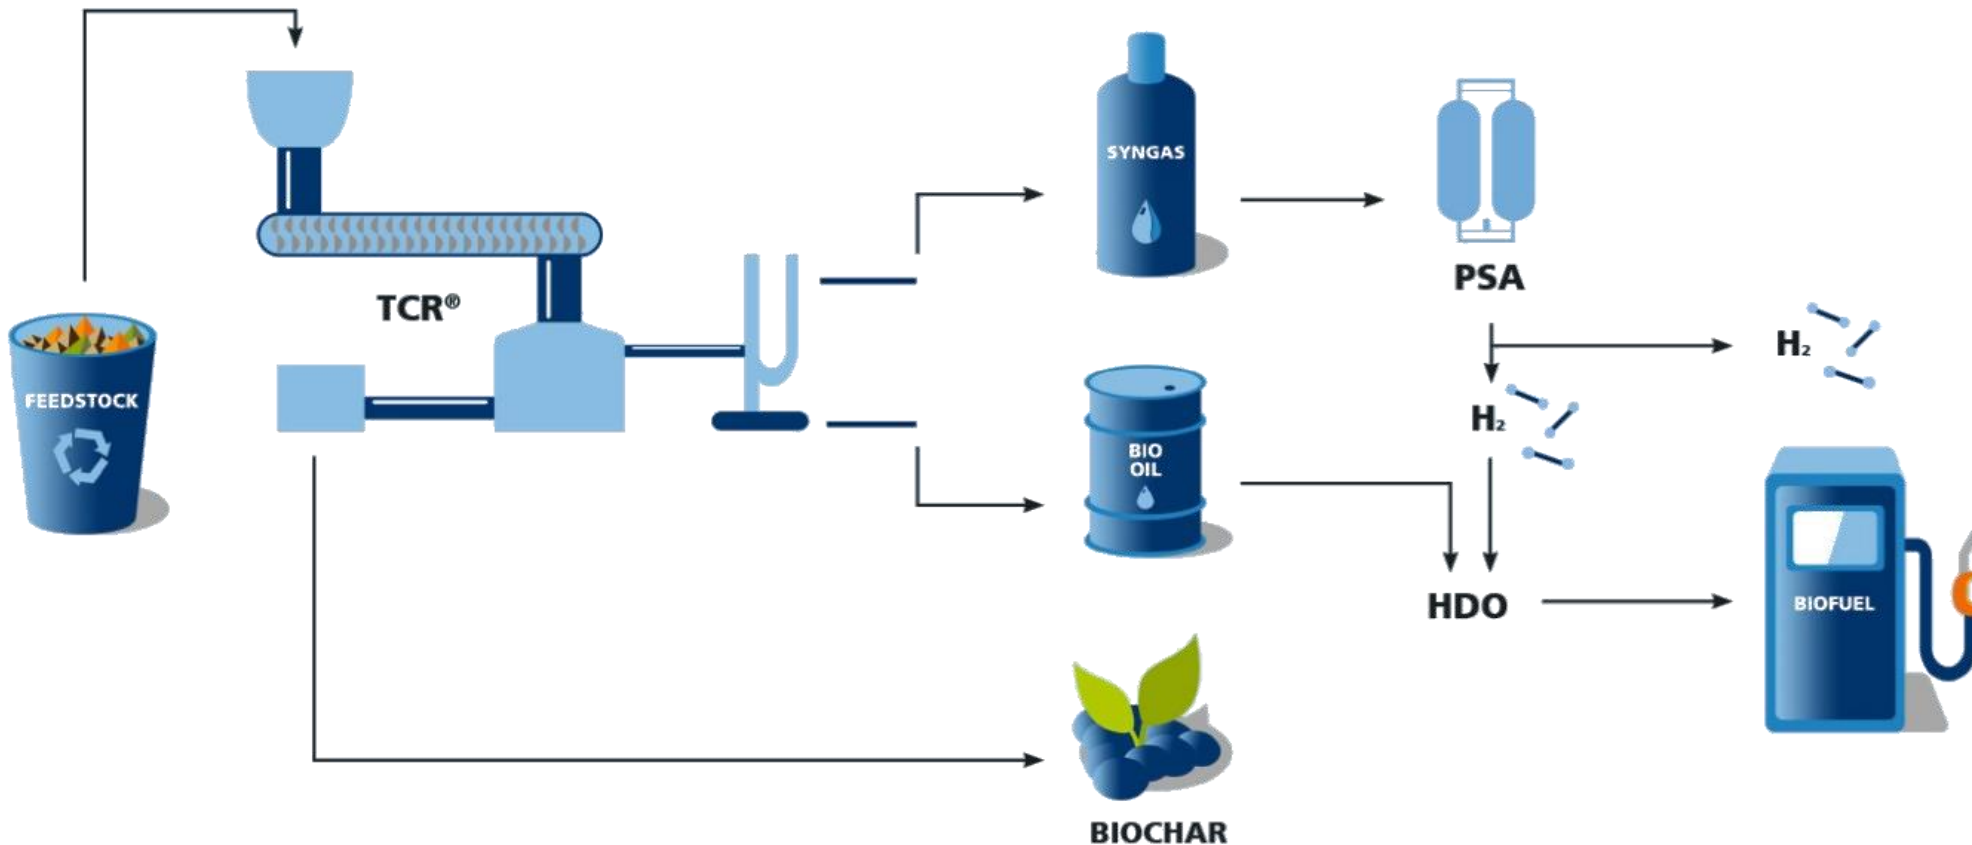 FEEDSTOCK
TCR®
SYNGAS
PSA
H₂
H₂
BIO
OIL
HDO
BIOFUEL
BIOCHAR